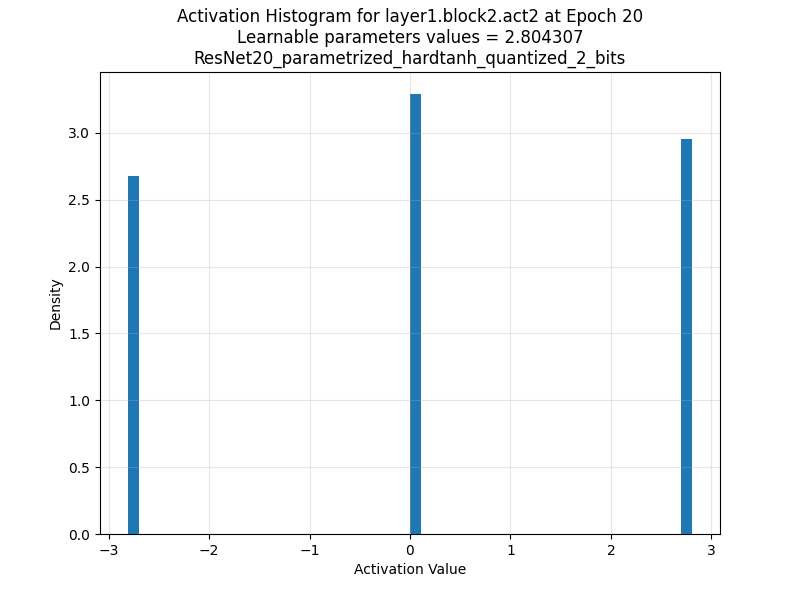 Activation Histogram for layer1.block2.act2 at Epoch 20
Learnable parameters values = 2.804307
ResNet20_parametrized_hardtanh_quantized_2_bits
3.0
2.5
2.0
1.5
1.0
0.5
0.0
Density
−3 −2 −1 0 1 2 3
Activation Value